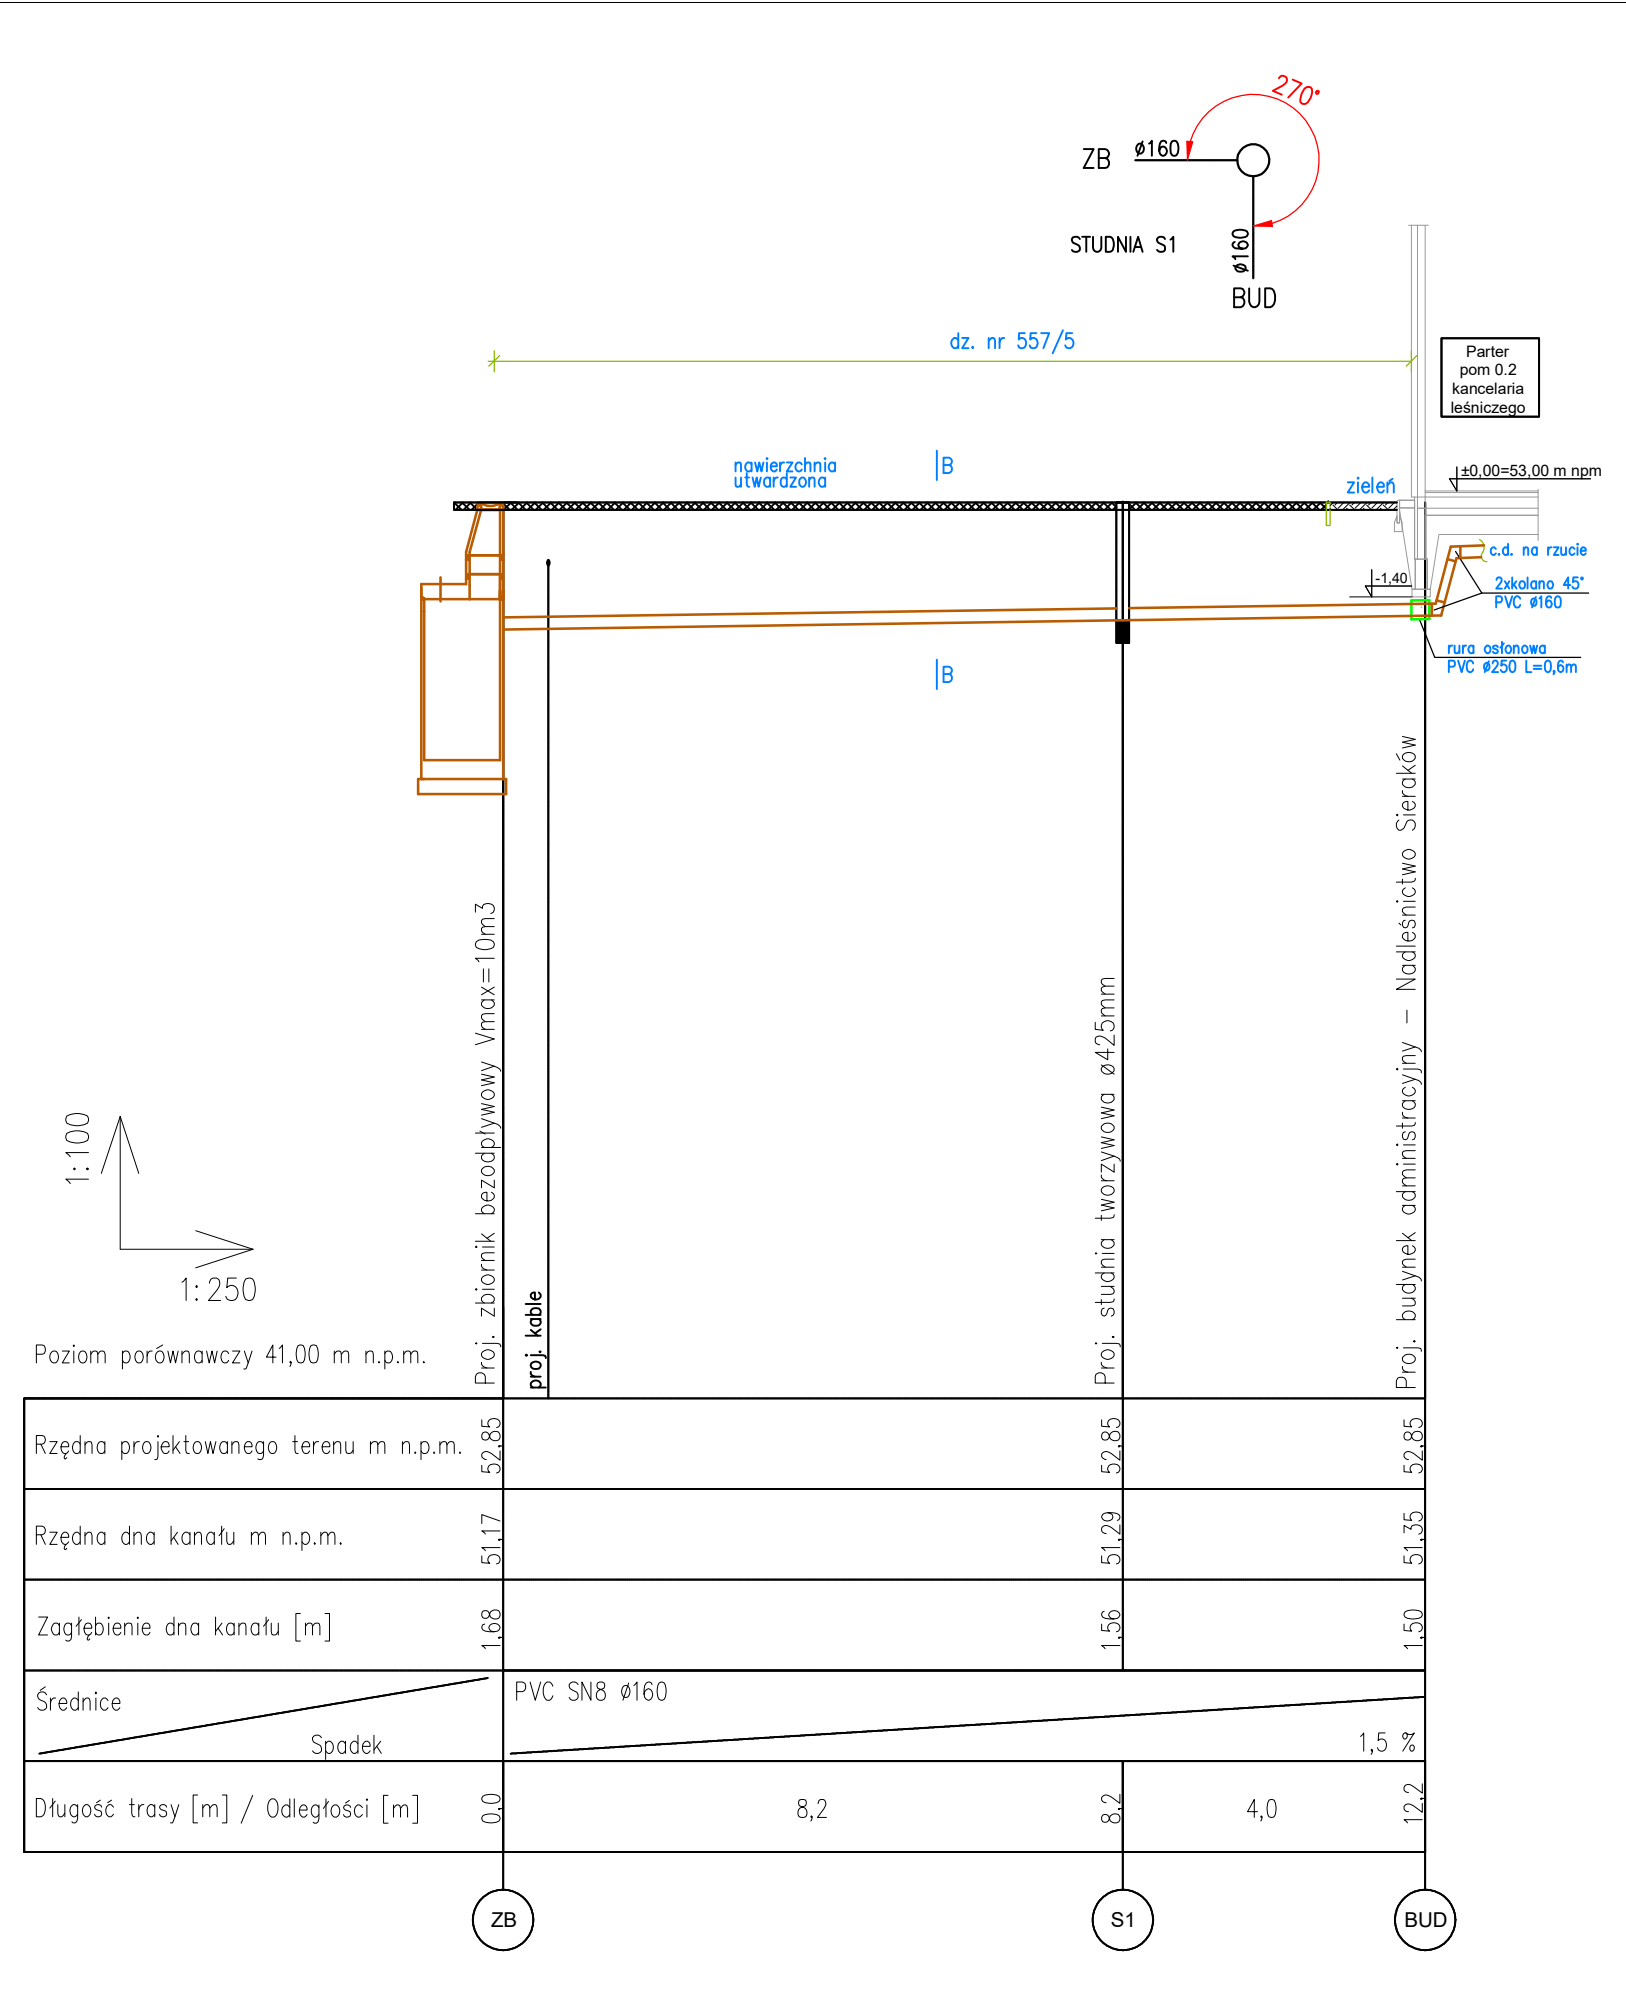 270°
ZB
ø160
STUDNIA S1
ø160
BUD
dz. nr 557/5
Parter
pom 0.2
kancelaria
leśniczego
nawierzchnia
utwardzona
B
zieleń
±0,00=53,00 m npm
c.d. na rzucie
-1,40
2xkolano 45°
PVC ø160
rura osłonowa
PVC ø250 L=0,6m
B
Proj. zbiornik bezodpływowy Vmax=10m3
proj. kable
Proj. studnia tworzywowa ø425mm
Proj. budynek administracyjny – Nadleśnictwo Sieraków
1:100
1:250
Poziom porównawczy 41,00 m n.p.m.
Rzędna projektowanego terenu m n.p.m. 52,85 52,85 52,85
Rzędna dna kanału m n.p.m. 51,17 51,29 51,35
Zagłębienie dna kanału [m] 1,68 1,56 1,50
Średnice PVC SN8 ø160
Spadek 1,5 %
Długość trasy [m] / Odległości [m] 0,0 8,2 8,2 4,0 12,2
ZB S1 BUD